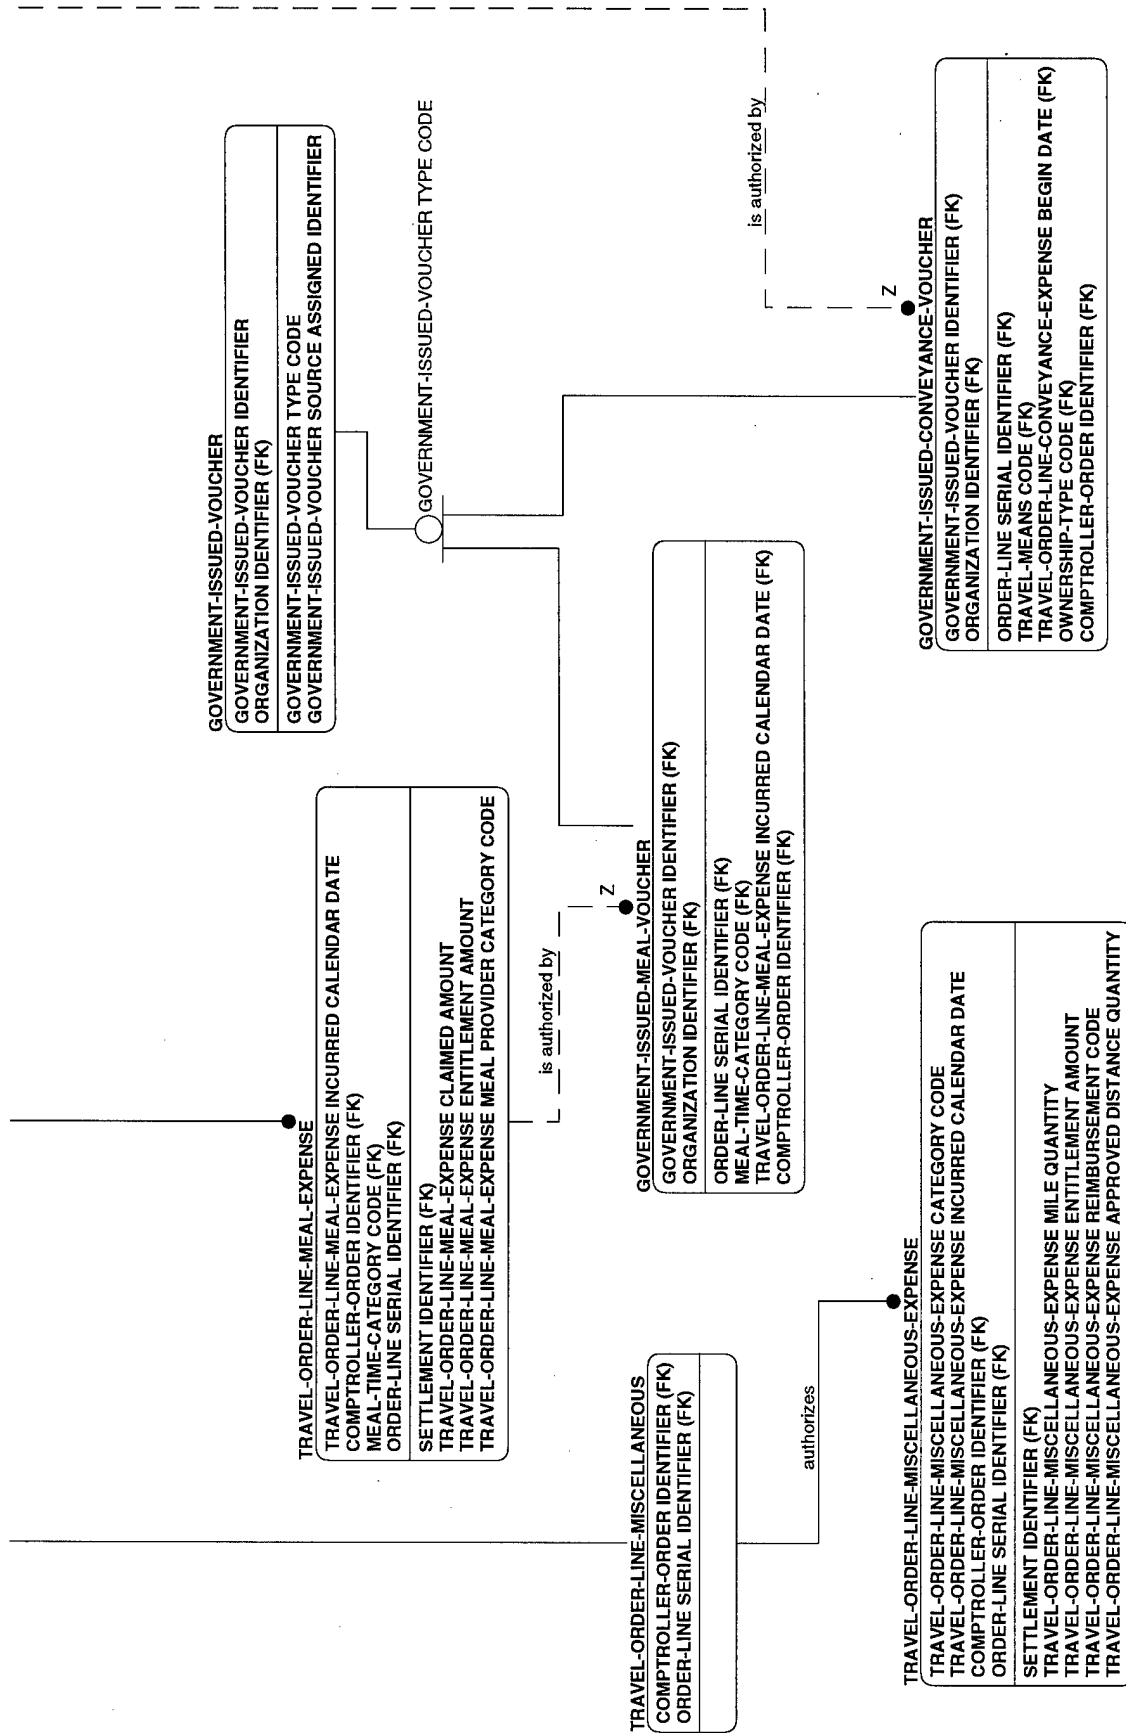 TRAVEL-ORDER-LINE-MEAL-EXPENSE
TRAVEL-ORDER-LINE-MEAL-EXPENSE INCURRED CALENDAR DATE
COMPTROLLER-ORDER IDENTIFIER (FK)
MEAL-TIME-CATEGORY CODE (FK)
ORDER-LINE SERIAL IDENTIFIER (FK)
SETTLEMENT IDENTIFIER (FK)
TRAVEL-ORDER-LINE-MEAL-EXPENSE CLAIMED AMOUNT
TRAVEL-ORDER-LINE-MEAL-EXPENSE ENTITLEMENT AMOUNT
TRAVEL-ORDER-LINE-MEAL-EXPENSE MEAL PROVIDER CATEGORY CODE
is authorized by
Z
GOVERNMENT-ISSUED-VOUCHER
GOVERNMENT-ISSUED-VOUCHER IDENTIFIER
ORGANIZATION IDENTIFIER (FK)
GOVERNMENT-ISSUED-VOUCHER TYPE CODE
GOVERNMENT-ISSUED-VOUCHER SOURCE ASSIGNED IDENTIFIER
GOVERNMENT-ISSUED-VOUCHER TYPE CODE
TRAVEL-ORDER-LINE-MISCELLANEOUS
COMPTROLLER-ORDER IDENTIFIER (FK)
ORDER-LINE SERIAL IDENTIFIER (FK)
authorizes
GOVERNMENT-ISSUED-MEAL-VOUCHER
GOVERNMENT-ISSUED-VOUCHER IDENTIFIER (FK)
ORGANIZATION IDENTIFIER (FK)
ORDER-LINE SERIAL IDENTIFIER (FK)
MEAL-TIME-CATEGORY CODE (FK)
TRAVEL-ORDER-LINE-MEAL-EXPENSE INCURRED CALENDAR DATE (FK)
COMPTROLLER-ORDER IDENTIFIER (FK)
is authorized by
Z
TRAVEL-ORDER-LINE-MISCELLANEOUS-EXPENSE
TRAVEL-ORDER-LINE-MISCELLANEOUS-EXPENSE CATEGORY CODE
TRAVEL-ORDER-LINE-MISCELLANEOUS-EXPENSE INCURRED CALENDAR DATE
COMPTROLLER-ORDER IDENTIFIER (FK)
ORDER-LINE SERIAL IDENTIFIER (FK)
SETTLEMENT IDENTIFIER (FK)
TRAVEL-ORDER-LINE-MISCELLANEOUS-EXPENSE MILE QUANTITY
TRAVEL-ORDER-LINE-MISCELLANEOUS-EXPENSE ENTITLEMENT AMOUNT
TRAVEL-ORDER-LINE-MISCELLANEOUS-EXPENSE REIMBURSEMENT CODE
TRAVEL-ORDER-LINE-MISCELLANEOUS-EXPENSE APPROVED DISTANCE QUANTITY
GOVERNMENT-ISSUED-CONVEYANCE-VOUCHER
GOVERNMENT-ISSUED-VOUCHER IDENTIFIER (FK)
ORGANIZATION IDENTIFIER (FK)
ORDER-LINE SERIAL IDENTIFIER (FK)
TRAVEL-MEANS CODE (FK)
TRAVEL-ORDER-LINE-CONVEYANCE-EXPENSE BEGIN DATE (FK)
OWNERSHIP-TYPE CODE (FK)
COMPTROLLER-ORDER IDENTIFIER (FK)